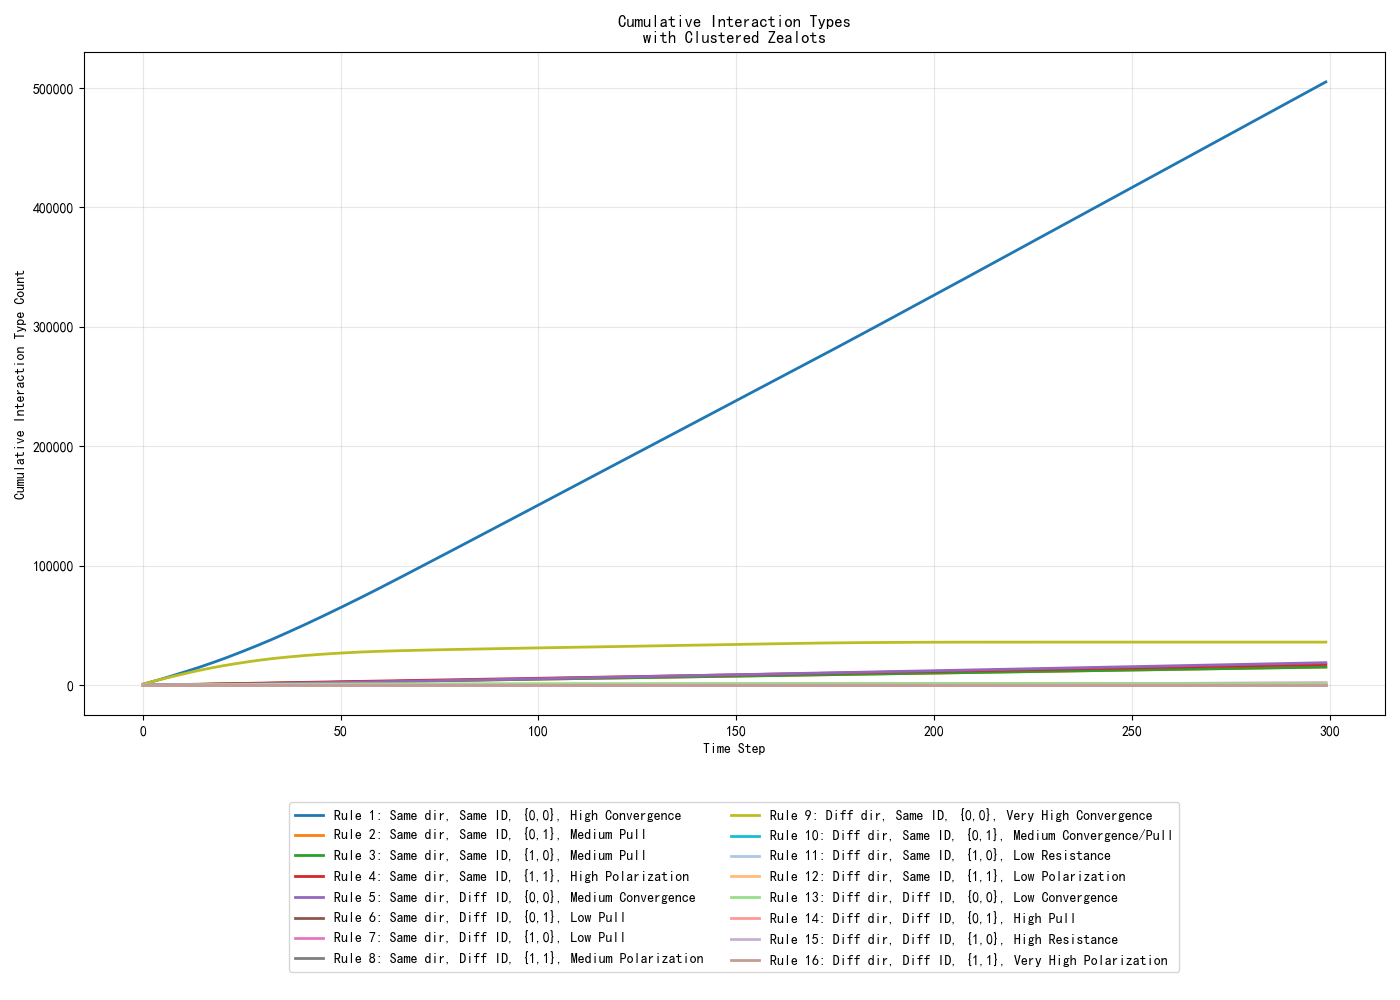 Cumulative Interaction Types
with Clustered Zealots
Cumulative Interaction Type Count
500000
400000
300000
200000
100000
0
0 50 100 150 200 250 300
Time Step
Rule 1: Same dir, Same ID, {0,0}, High Convergence
Rule 2: Same dir, Same ID, {0,1}, Medium Pull
Rule 3: Same dir, Same ID, {1,0}, Medium Pull
Rule 4: Same dir, Same ID, {1,1}, High Polarization
Rule 5: Same dir, Diff ID, {0,0}, Medium Convergence
Rule 6: Same dir, Diff ID, {0,1}, Low Pull
Rule 7: Same dir, Diff ID, {1,0}, Low Pull
Rule 8: Same dir, Diff ID, {1,1}, Medium Polarization
Rule 9: Diff dir, Same ID, {0,0}, Very High Convergence
Rule 10: Diff dir, Same ID, {0,1}, Medium Convergence/Pull
Rule 11: Diff dir, Same ID, {1,0}, Low Resistance
Rule 12: Diff dir, Same ID, {1,1}, Low Polarization
Rule 13: Diff dir, Diff ID, {0,0}, Low Convergence
Rule 14: Diff dir, Diff ID, {0,1}, High Pull
Rule 15: Diff dir, Diff ID, {1,0}, High Resistance
Rule 16: Diff dir, Diff ID, {1,1}, Very High Polarization